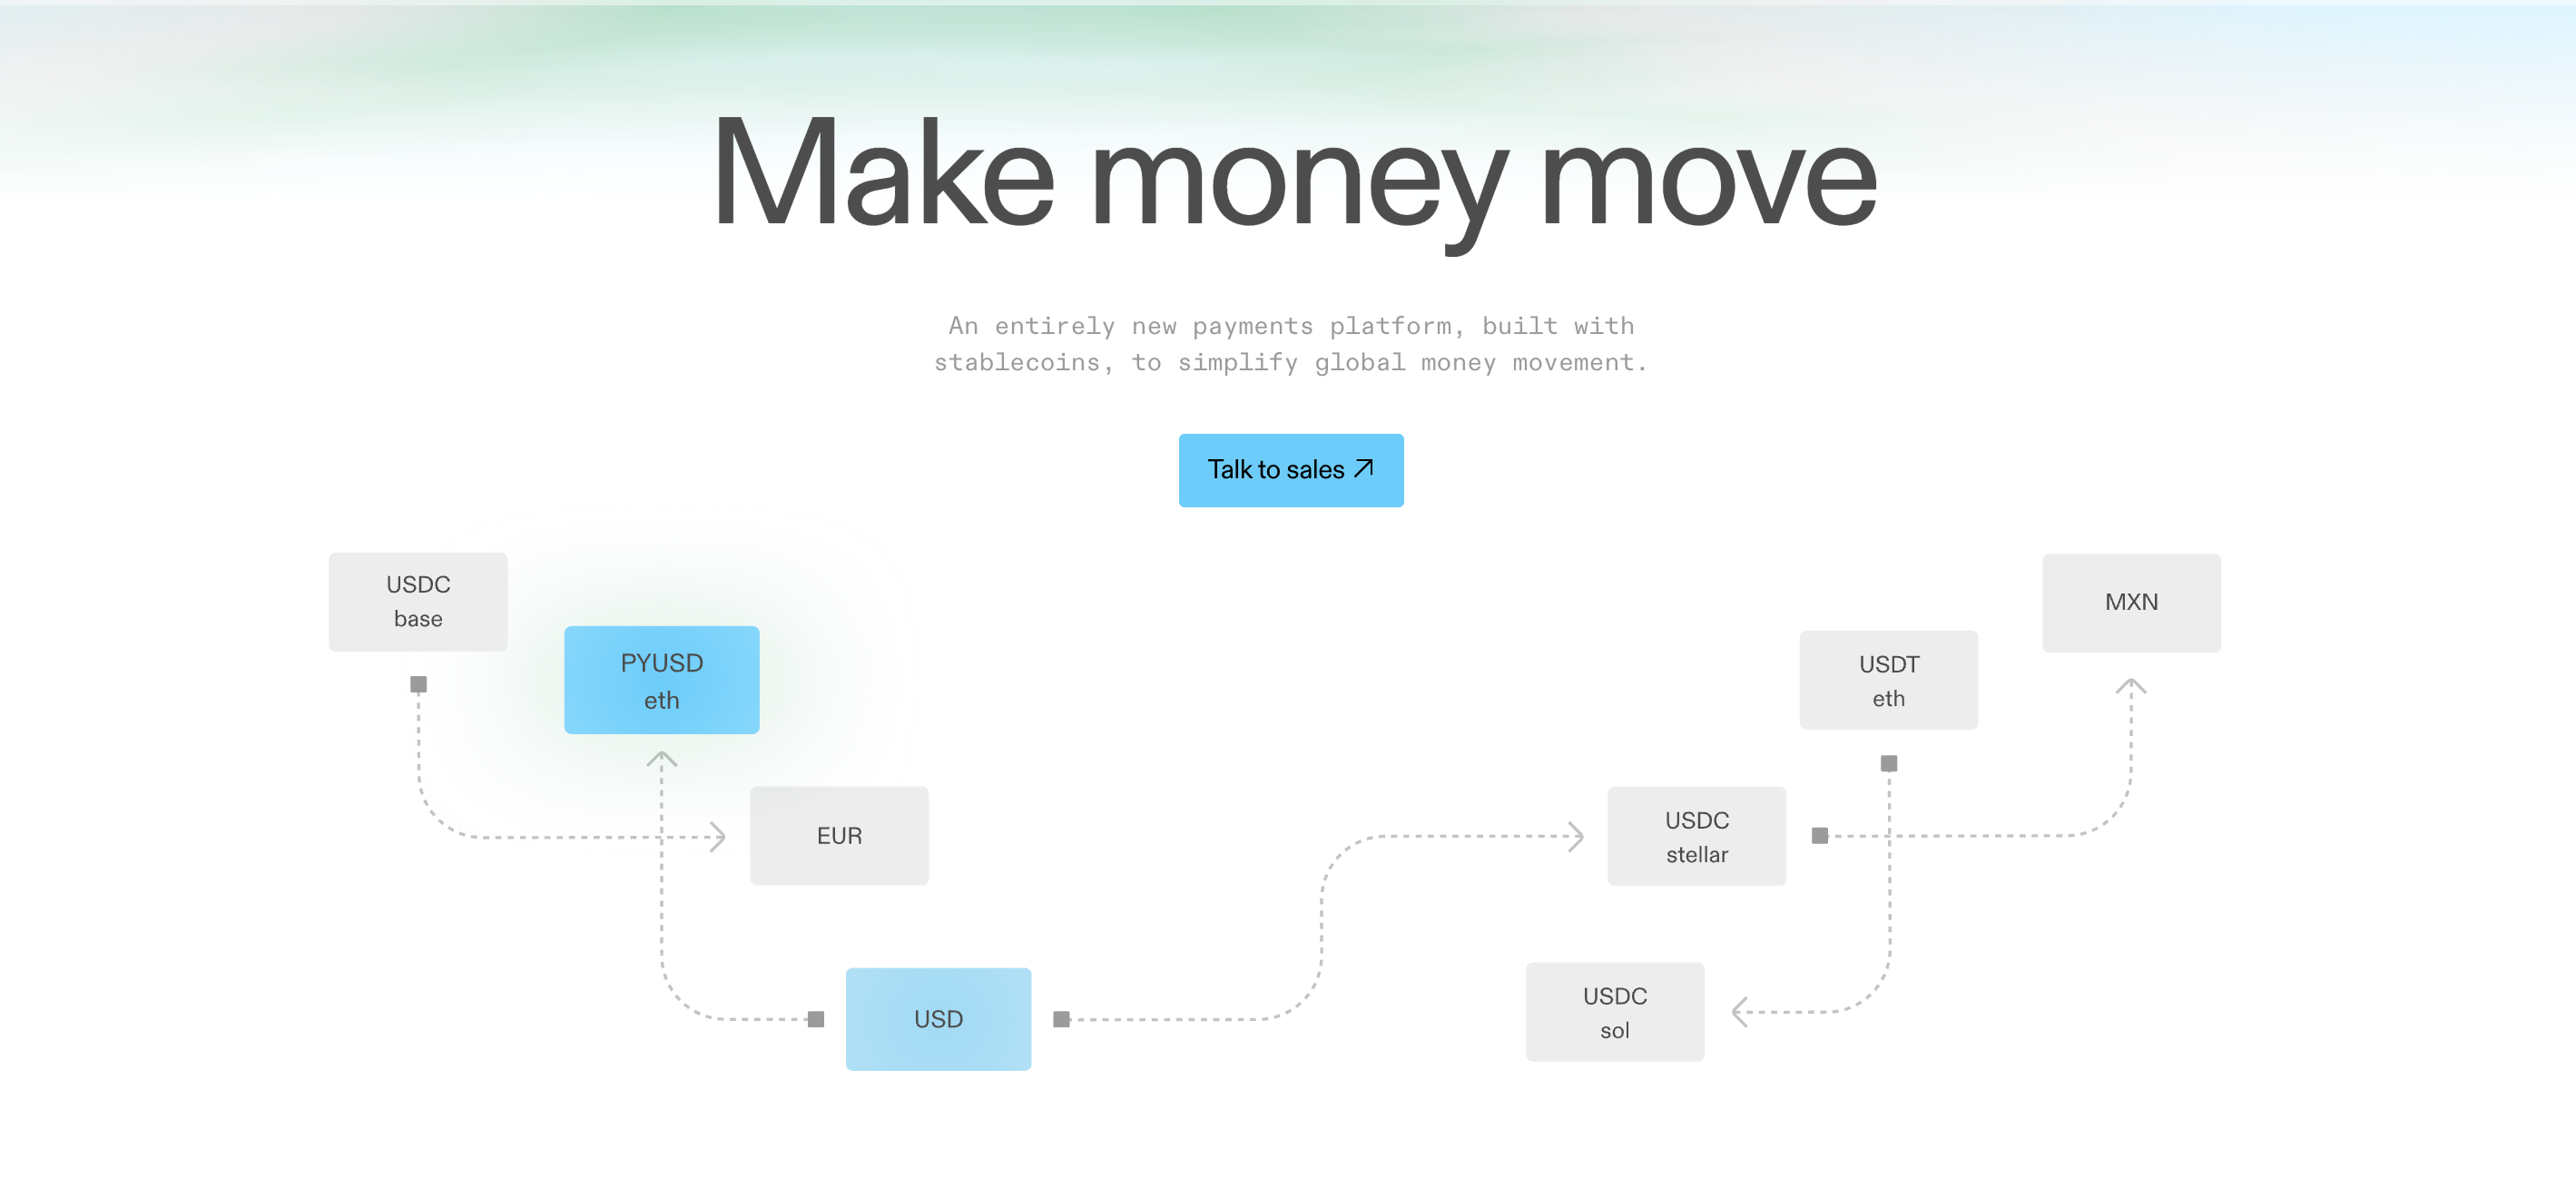 Make money move
An entirely new payments platform, built with
stablecoins, to simplify global money movement.
Talk to sales
USDC
base
PYUSD
eth
EUR
USD
USDC
stellar
USDT
eth
MXN
USDC
sol